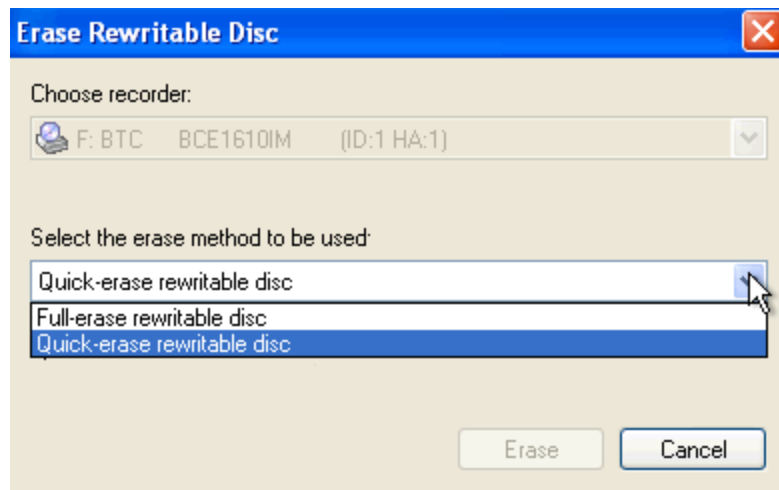 Erase Rewritable Disc
Choose recorder:
F: BTC BCE1610IM (ID:1 HA:1)
Select the erase method to be used:
Quick-erase rewritable disc
Full-erase rewritable disc
Quick-erase rewritable disc
Erase Cancel